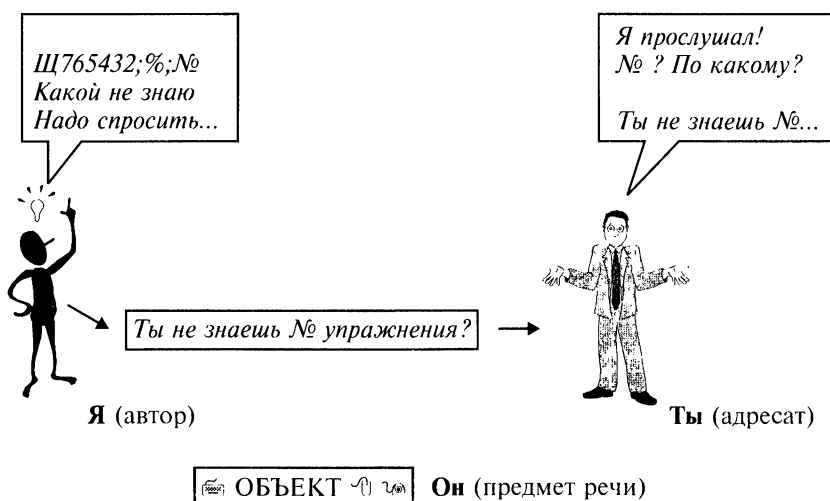 Щ765432;%;№
Какой не знаю
Надо спросить...
Я прослушал!
№ ? По какому?
Ты не знаешь №...
Ты не знаешь № упражнения?
Я (автор)
Ты (адресат)
ОБЪЕКТ Он (предмет речи)